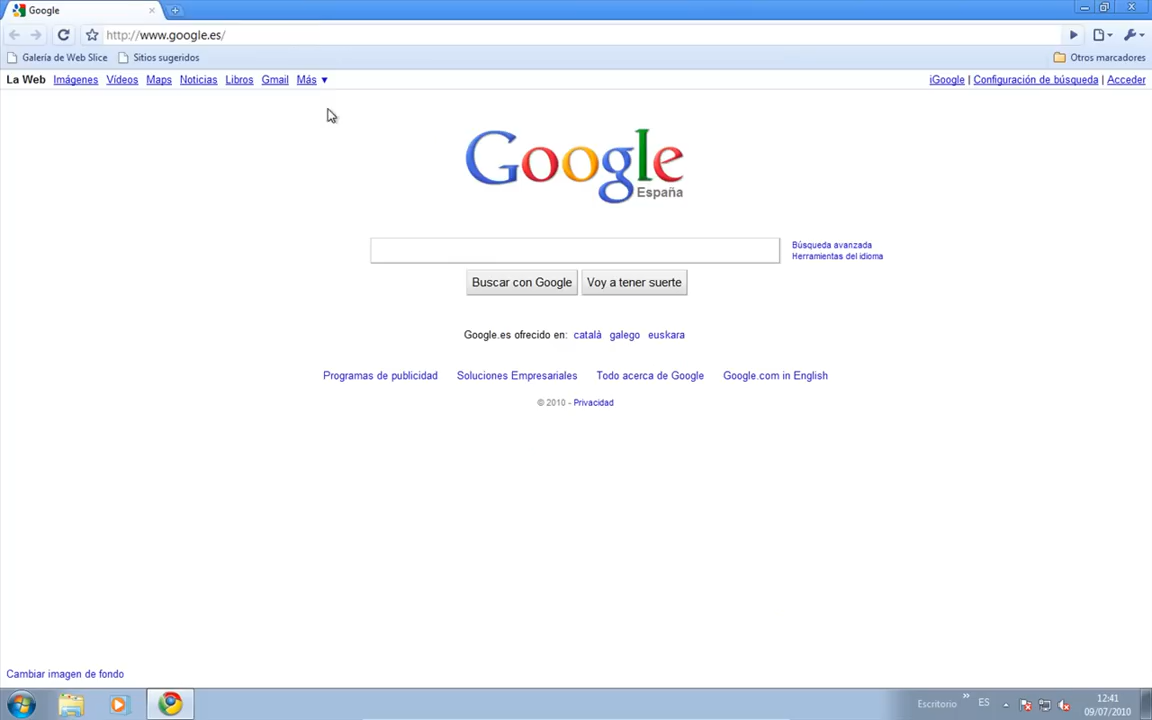 Google
http://www.google.es/
Galería de Web Slice Sitios sugeridos Otros marcadores
La Web Imágenes Vídeos Maps Noticias Libros Gmail Más ▼ iGoogle | Configuración de búsqueda | Acceder
Google
España
Búsqueda avanzada
Herramientas del idioma
Buscar con Google Voy a tener suerte
Google.es ofrecido en: català galego euskara
Programas de publicidad Soluciones Empresariales Todo acerca de Google Google.com in English
© 2010 - Privacidad
Cambiar imagen de fondo
Escritorio » ES 12:41
09/07/2010